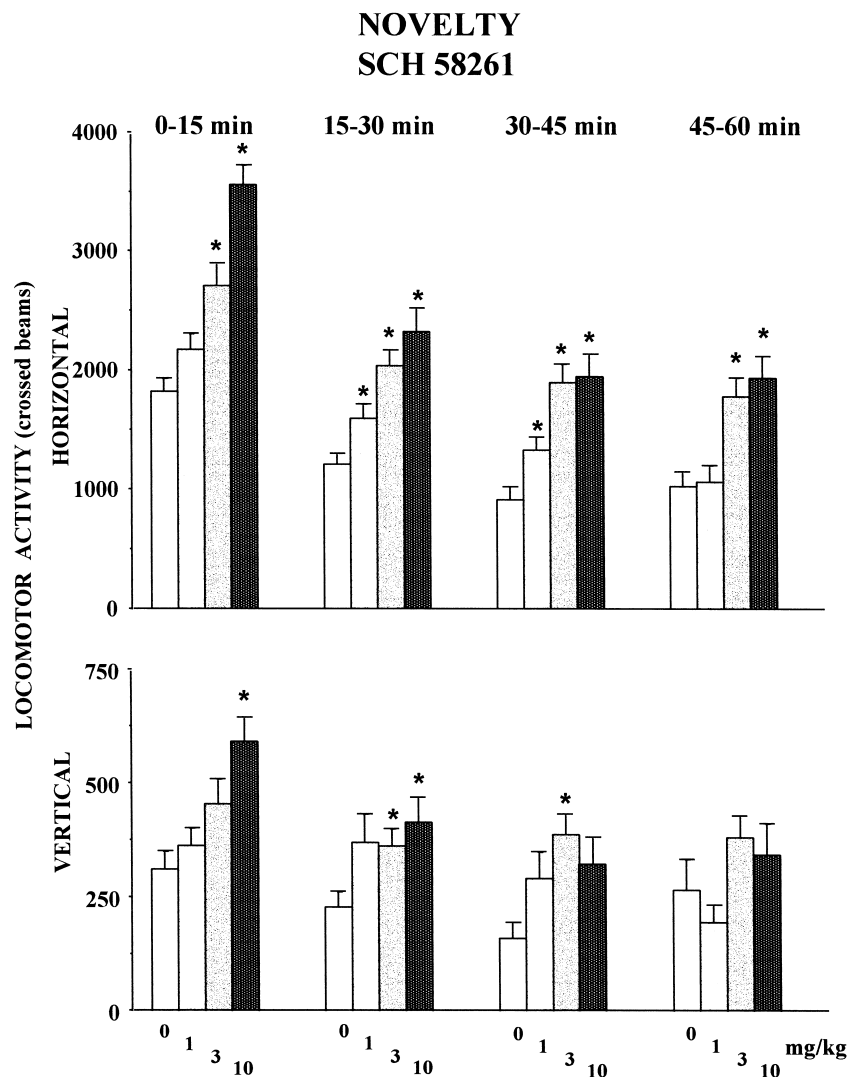 NOVELTY
SCH 58261
0-15 min 15-30 min 30-45 min 45-60 min
LOCOMOTOR ACTIVITY (crossed beams)
HORIZONTAL
4000
3000
2000
1000
0
* * * * * * * * * *
VERTICAL
750
500
250
0
* * * *
0 1 3 10 0 1 3 10 0 1 3 10 0 1 3 10 mg/kg